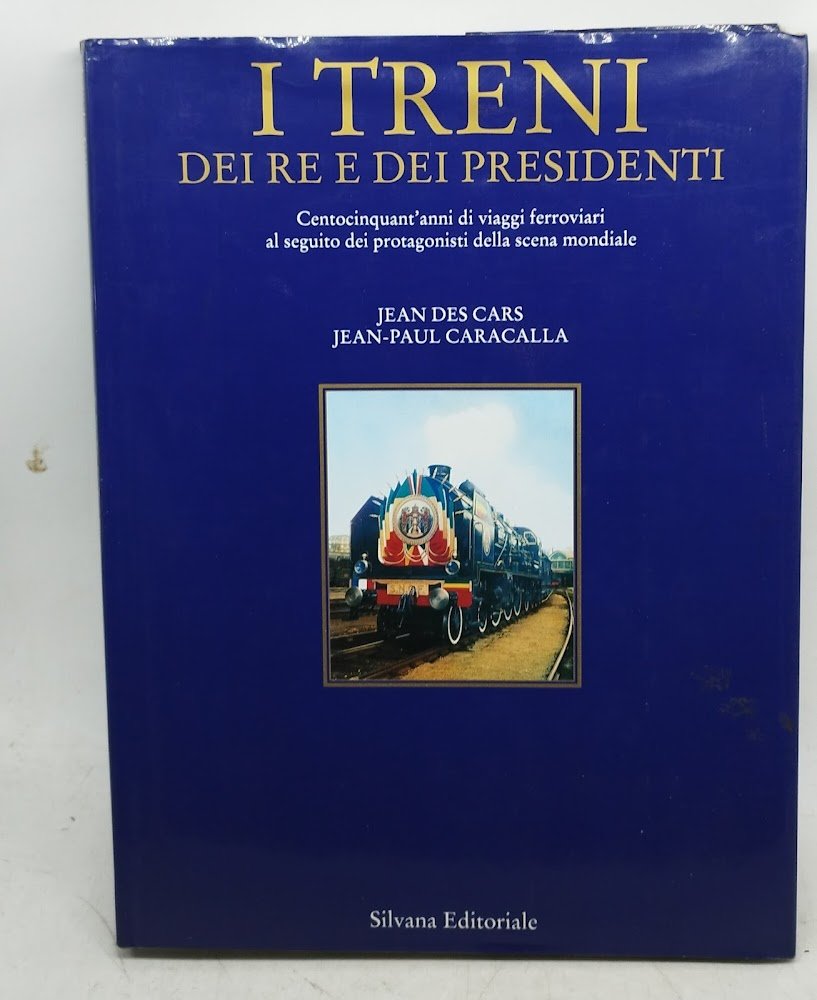 I TRENI
DEI RE E DEI PRESIDENTI
Centocinquant'anni di viaggi ferroviari
al seguito dei protagonisti della scena mondiale
JEAN DES CARS
JEAN-PAUL CARACALLA
Silvana Editoriale